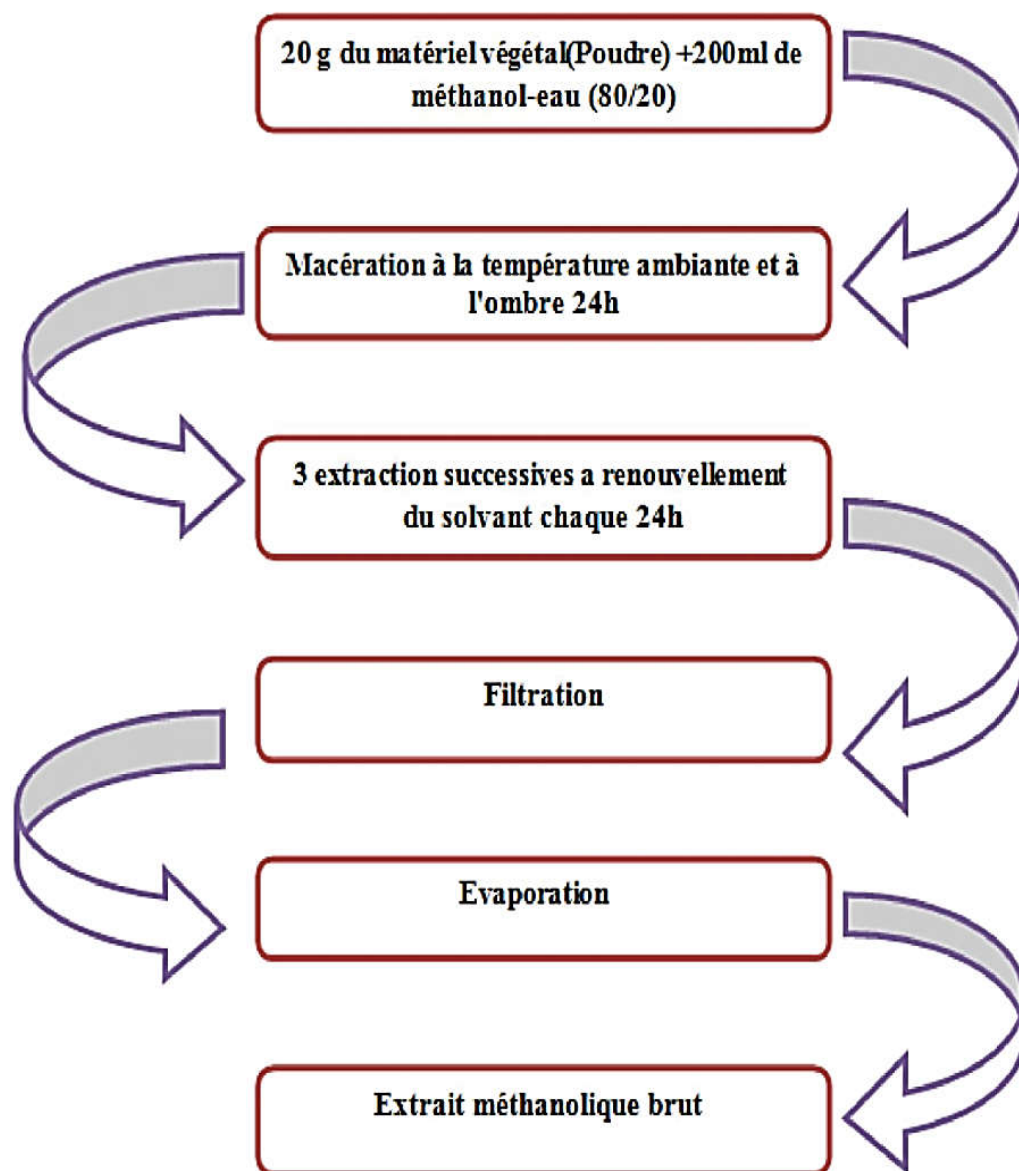 20 g du matériel végétal(Poudre) +200ml de
méthanol-eau (80/20)
Macération à la température ambiante et à
l'ombre 24h
3 extraction successives a renouvellement
du solvant chaque 24h
Filtration
Evaporation
Extrait méthanolique brut